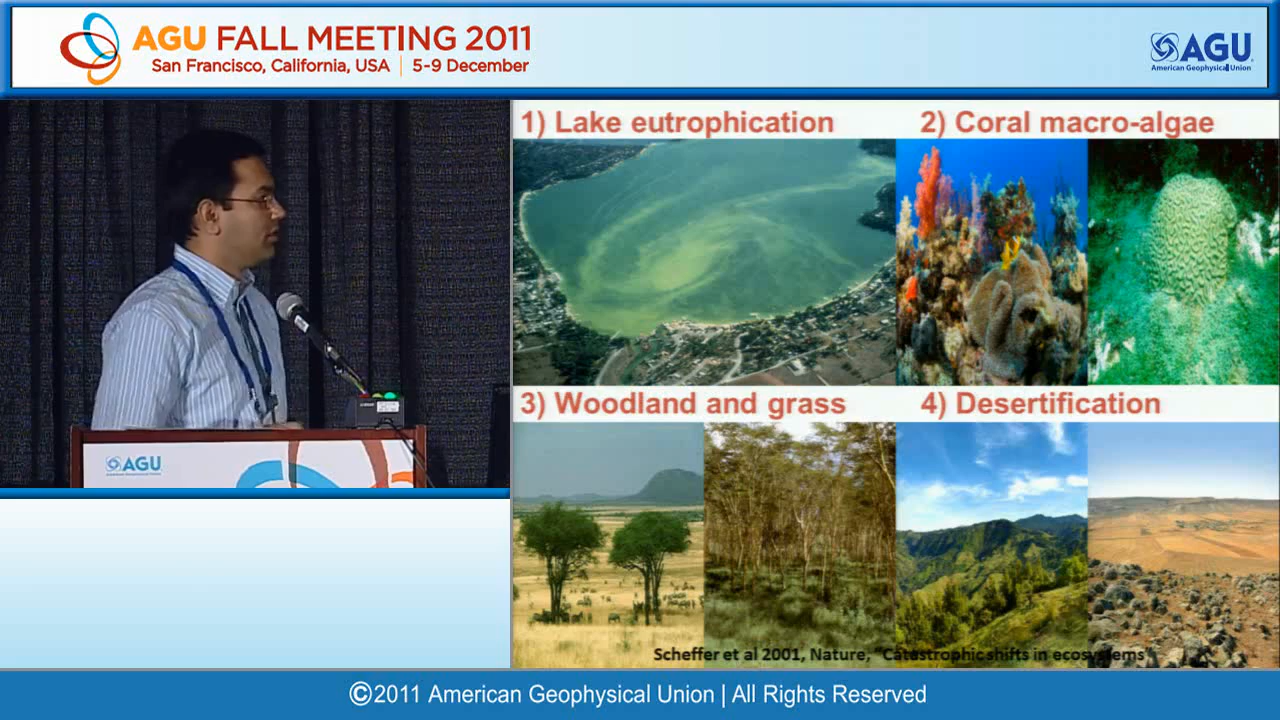 AGU FALL MEETING 2011
San Francisco, California, USA | 5-9 December
AGU
American Geophysical Union
1) Lake eutrophication
2) Coral macro-algae
3) Woodland and grass
4) Desertification
AGU
Scheffer et al 2001, Nature, “Catastrophic shifts in ecosystems”
©2011 American Geophysical Union | All Rights Reserved